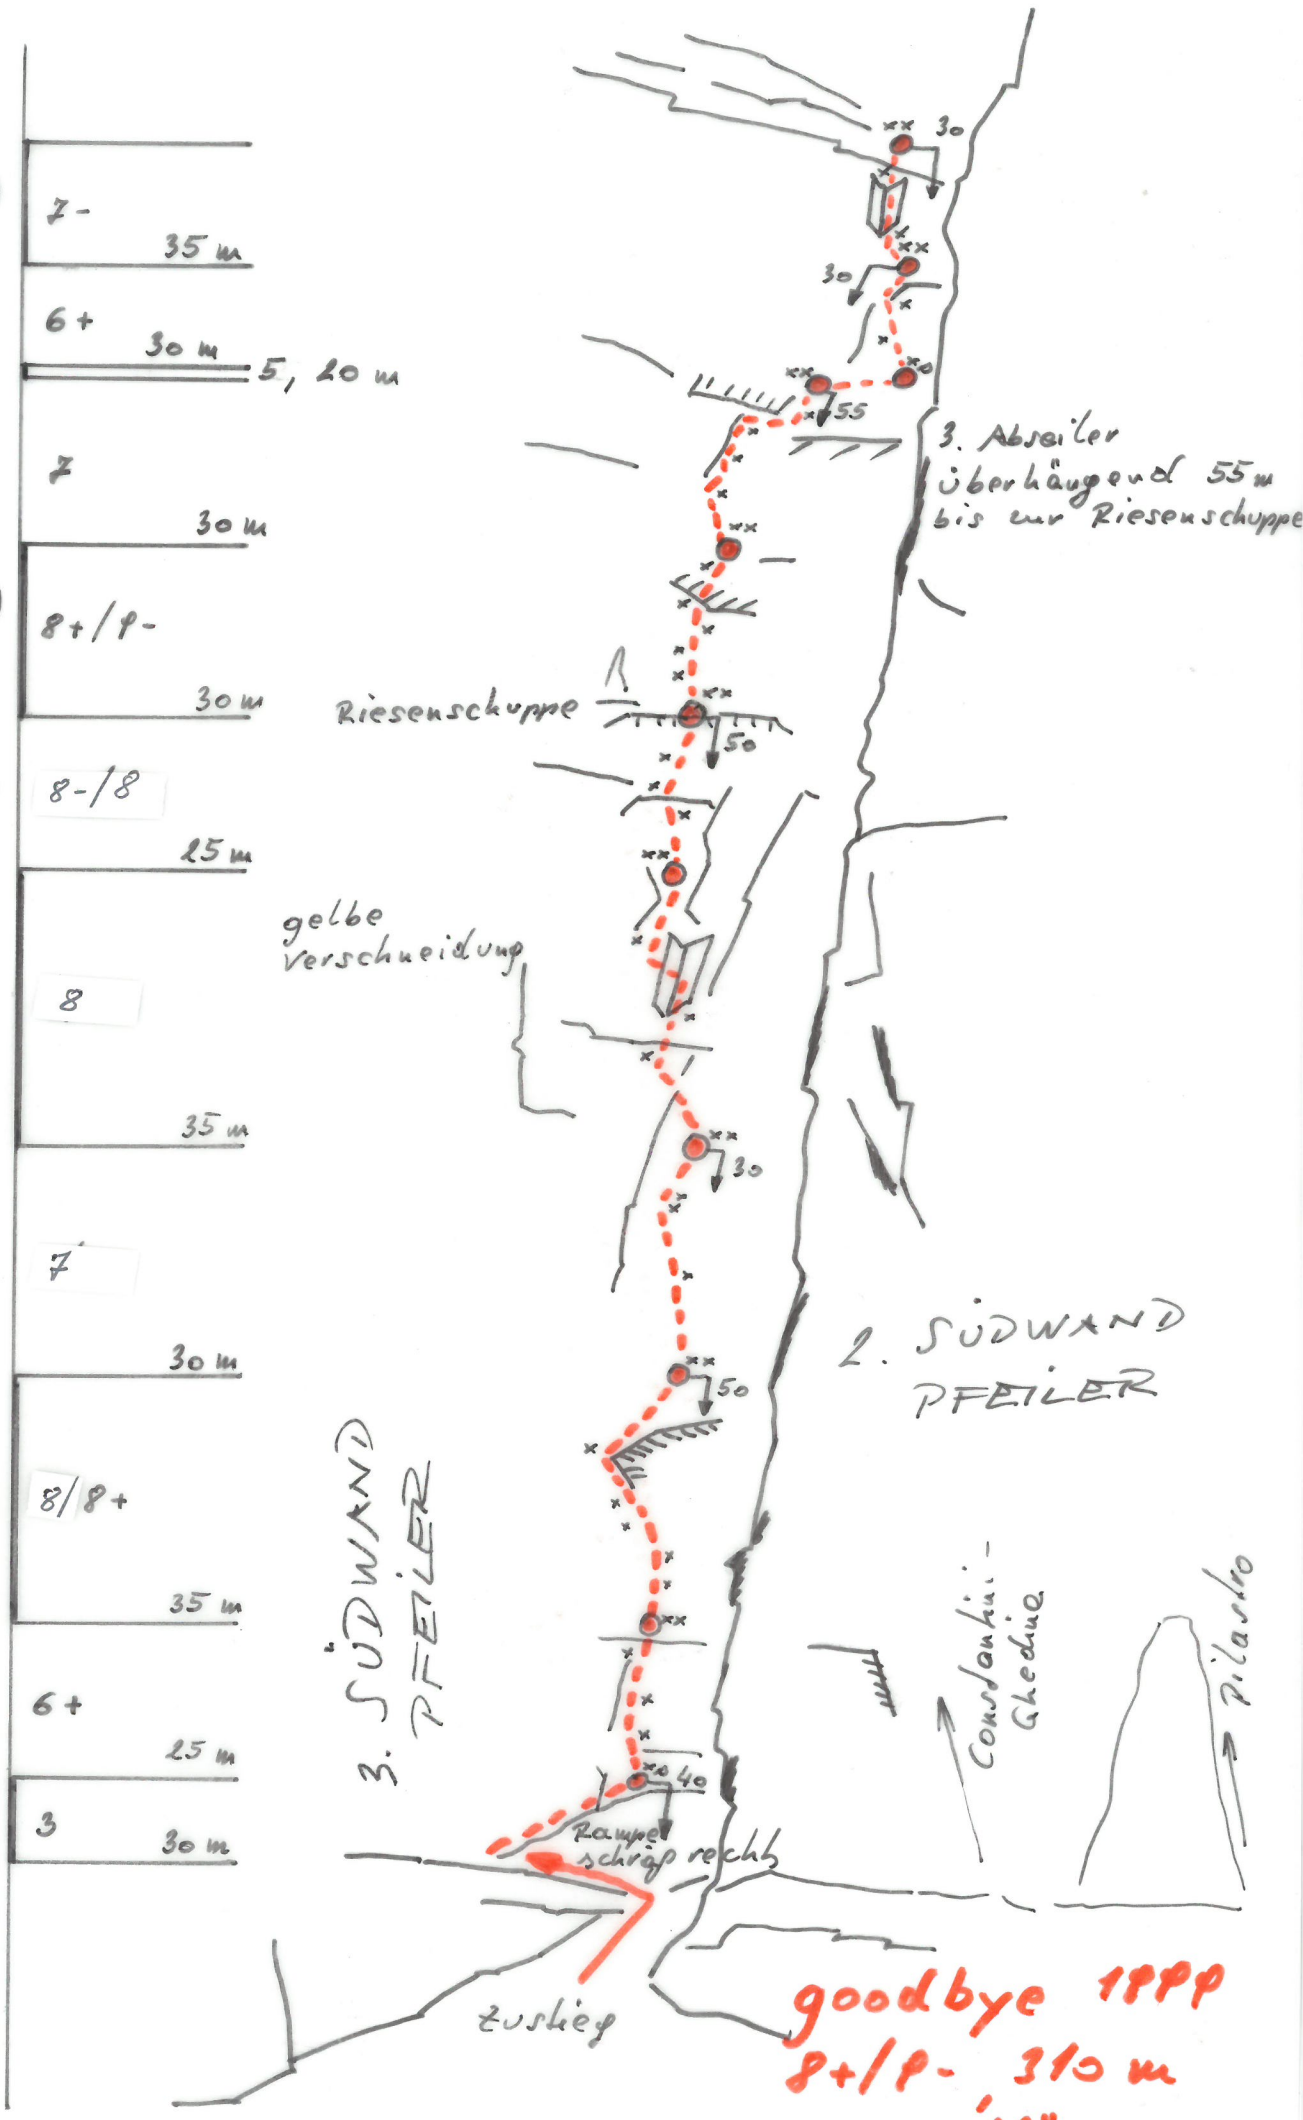 30
7-
35 m
30
6+
30 m
5, 20 m
55
3. Abseiler
überhängend 55m
bis zur Riesenschuppe
7
30 m
8+/9-
30 m
Riesenschuppe
50
8-/8
25 m
gelbe
Verschneidung
8
35 m
30
7
30 m
50
2. SÜDWAND
PFEILER
8/8+
35 m
3. SÜDWAND
PFEILER
Constantini-
Ghedina
Pilastro
6+
25 m
40
3
30 m
Rampe
schräg rechts
Zustieg
goodbye 1999
8+/9-, 310 m